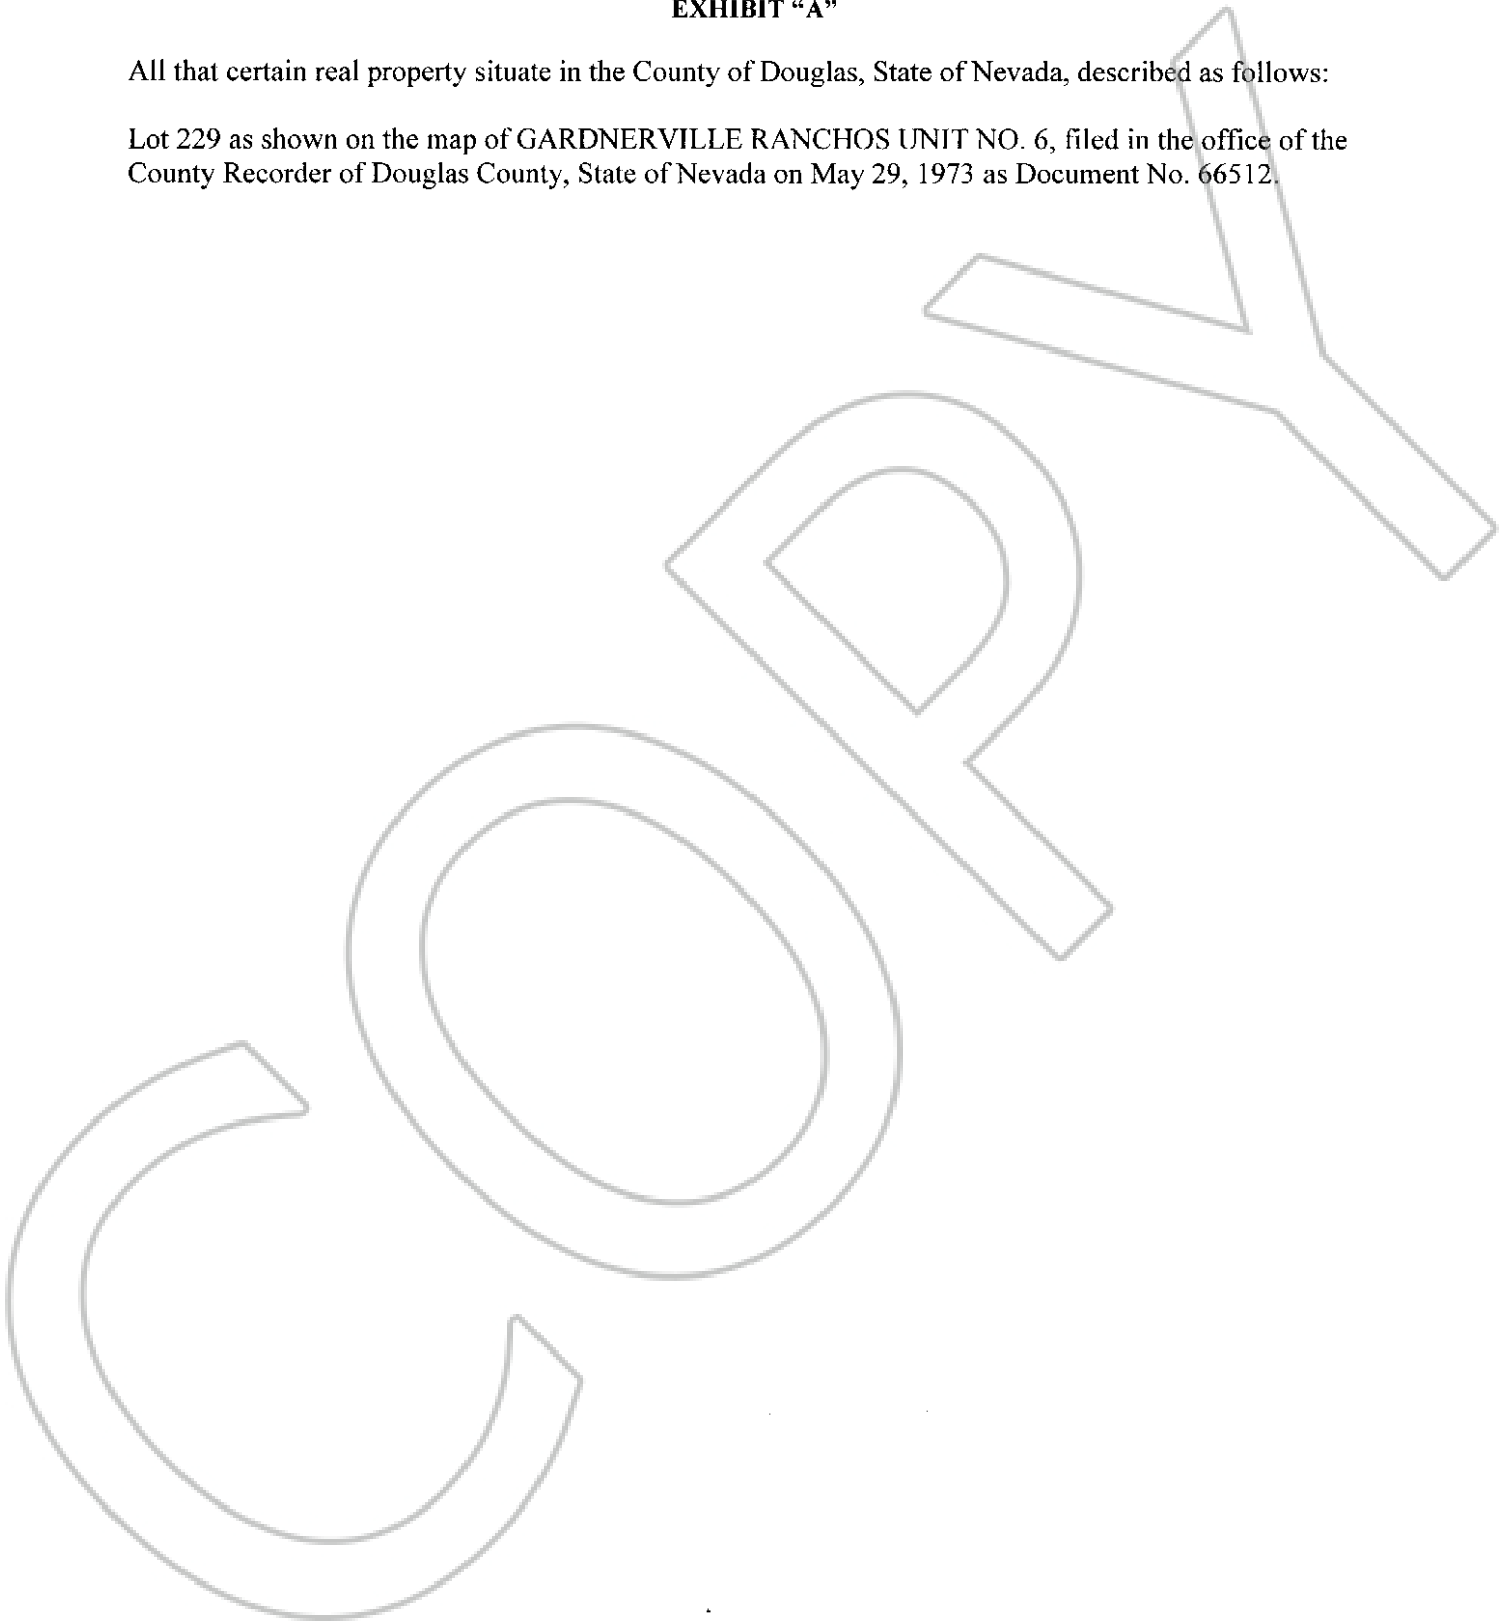 EXHIBIT “A”
All that certain real property situate in the County of Douglas, State of Nevada, described as follows:
Lot 229 as shown on the map of GARDNERVILLE RANCHOS UNIT NO. 6, filed in the office of the
County Recorder of Douglas County, State of Nevada on May 29, 1973 as Document No. 66512.
COPY